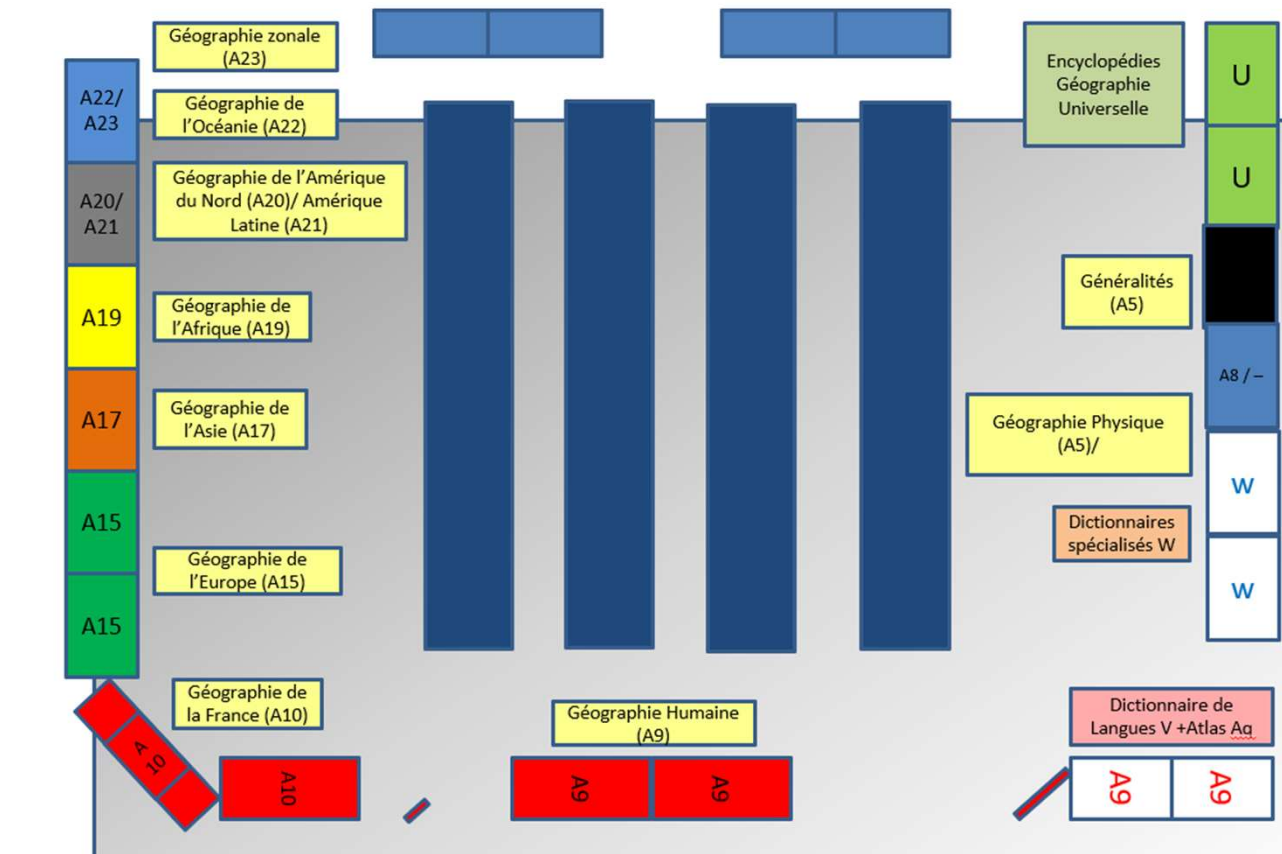 Géographie zonale
(A23)
A22/
A23
Géographie de
l'Océanie (A22)
A20/
A21
Géographie de l'Amérique
du Nord (A20)/ Amérique
Latine (A21)
A19
Géographie de
l'Afrique (A19)
A17
Géographie de
l'Asie (A17)
A15
Géographie de
l'Europe (A15)
A15
Géographie de
la France (A10)
A
10
A10
Géographie Humaine
(A9)
A9
A9
Encyclopédies
Géographie
Universelle
U
U
Généralités
(A5)
A8 / –
Géographie Physique
(A5)/
W
Dictionnaires
spécialisés W
W
Dictionnaire de
Langues V +Atlas Aq
A9
A9